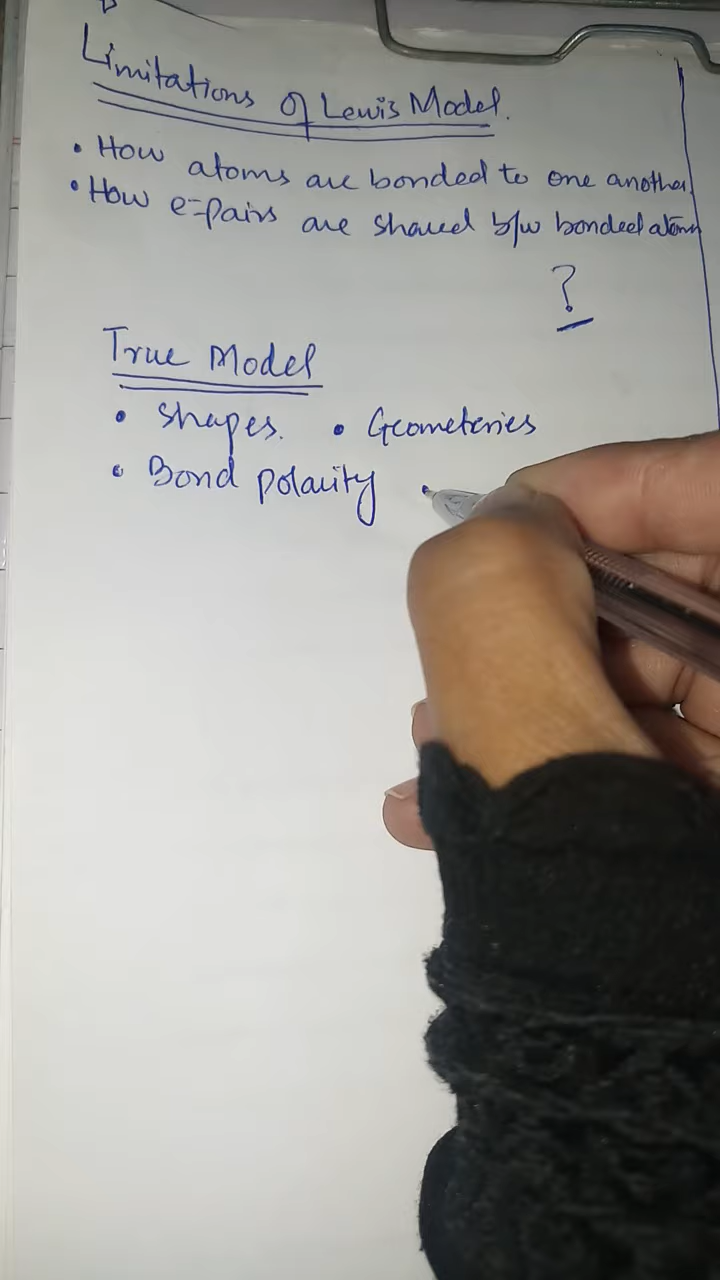 Limitations of Lewis Model.
• How atoms are bonded to one another
• How e-pairs are shared b/w bonded atom
?
True Model
• Shapes. • Geometeries
• Bond polarity •